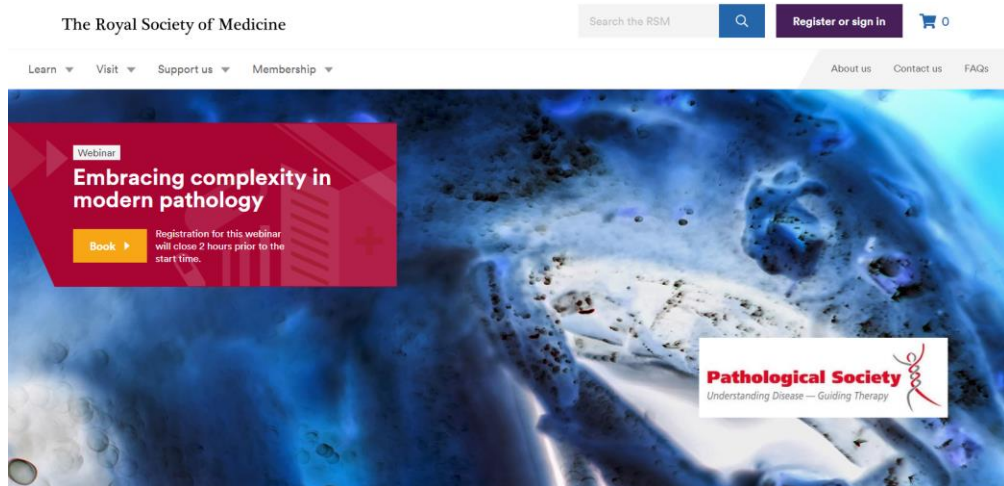 The Royal Society of Medicine
Search the RSM
Register or sign in
0
Learn
Visit
Support us
Membership
About us
Contact us
FAQs
Webinar
Embracing complexity in
modern pathology
Book
Registration for this webinar
will close 2 hours prior to the
start time.
Pathological Society
Understanding Disease — Guiding Therapy